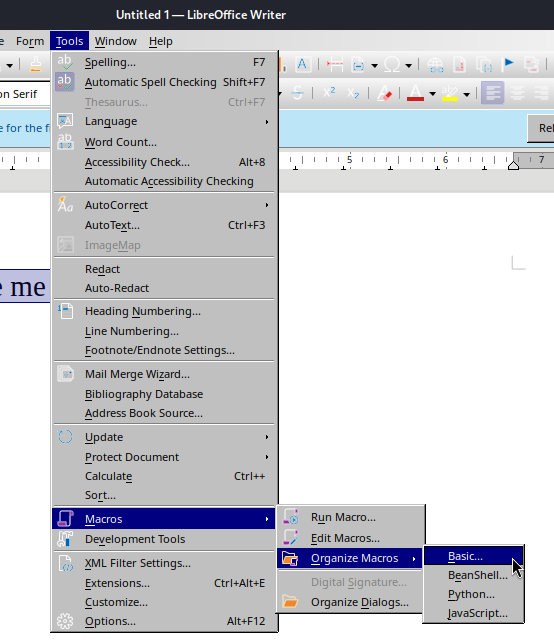 Untitled 1 — LibreOffice Writer
Form Tools Window Help
Spelling... F7
Automatic Spell Checking Shift+F7
Thesaurus... Ctrl+F7
Language
Word Count...
Accessibility Check... Alt+8
Automatic Accessibility Checking
AutoCorrect
AutoText... Ctrl+F3
ImageMap
Redact
Auto-Redact
Heading Numbering...
Line Numbering...
Footnote/Endnote Settings...
Mail Merge Wizard...
Bibliography Database
Address Book Source...
Update
Protect Document
Calculate Ctrl++
Sort...
Macros
Development Tools
XML Filter Settings...
Extensions... Ctrl+Alt+E
Customize...
Options... Alt+F12
Run Macro...
Edit Macros...
Organize Macros
Digital Signature...
Organize Dialogs...
Basic...
BeanShell...
Python...
JavaScript...
on Serif
e for the f
Rel
5 6 7
e me